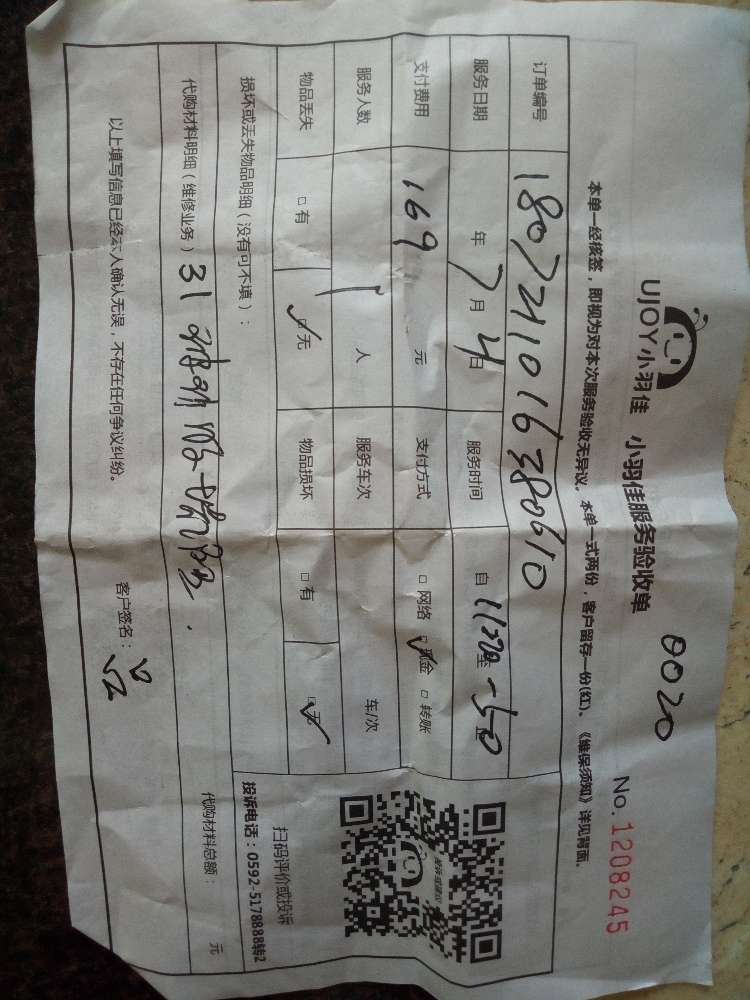 UJOY小羽佳 小羽佳服务验收单
0020
No. 1208245
本单一经核签，即视为对本次服务验收无异议。本单一式两份，客户留存一份(红)。《维保须知》详见背面。
订单编号 180721016380610
服务日期 年 7月 4日 服务时间 自 至
支付费用 169 元 支付方式 □ 网络 ☑ 现金 □ 转账
服务人数 1 人 服务车次 车/次
物品丢失 □ 有 ☑ 无 物品损坏 □ 有 ☑ 无
损坏或丢失物品明细（没有可不填）：
扫码评价或投诉
投诉电话：0592-5178888转2
代购材料明细（维修业务） 31
代购材料总额： 元
以上填写信息已经本人确认无误，不存在任何争议纠纷。
客户签名：